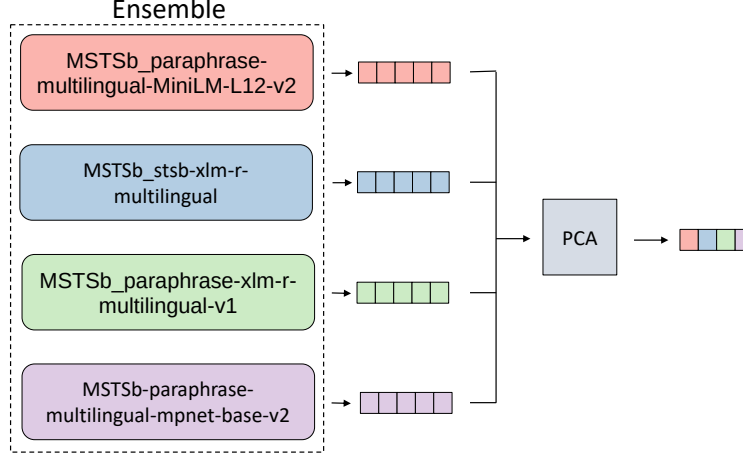 Ensemble
MSTSb_paraphrase-
multilingual-MiniLM-L12-v2
MSTSb_stsb-xlm-r-
multilingual
MSTSb_paraphrase-xlm-r-
multilingual-v1
MSTSb-paraphrase-
multilingual-mpnet-base-v2
PCA